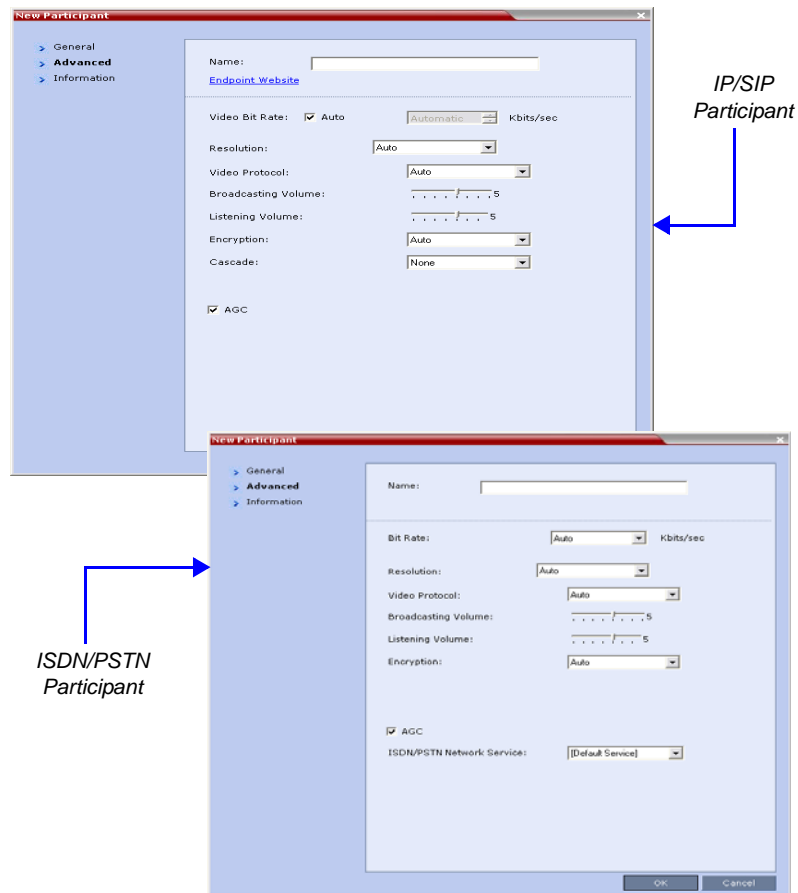 New Participant
General
Advanced
Information
Name:
Endpoint Website
Video Bit Rate: Auto Automatic Kbits/sec
Resolution: Auto
Video Protocol: Auto
Broadcasting Volume: 5
Listening Volume: 5
Encryption: Auto
Cascade: None
AGC
IP/SIP
Participant
New Participant
General
Advanced
Information
Name:
Bit Rate: Auto Kbits/sec
Resolution: Auto
Video Protocol: Auto
Broadcasting Volume: 5
Listening Volume: 5
Encryption: Auto
AGC
ISDN/PSTN Network Service: [Default Service]
OK Cancel
ISDN/PSTN
Participant